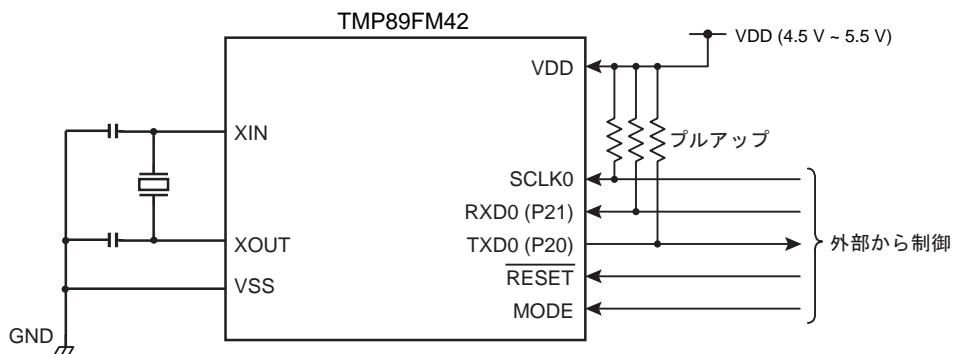 TMP89FM42
VDD (4.5 V ~ 5.5 V)
VDD
XIN
プルアップ
SCLK0
RXD0 (P21)
TXD0 (P20)
外部から制御
XOUT
RESET
VSS
MODE
GND